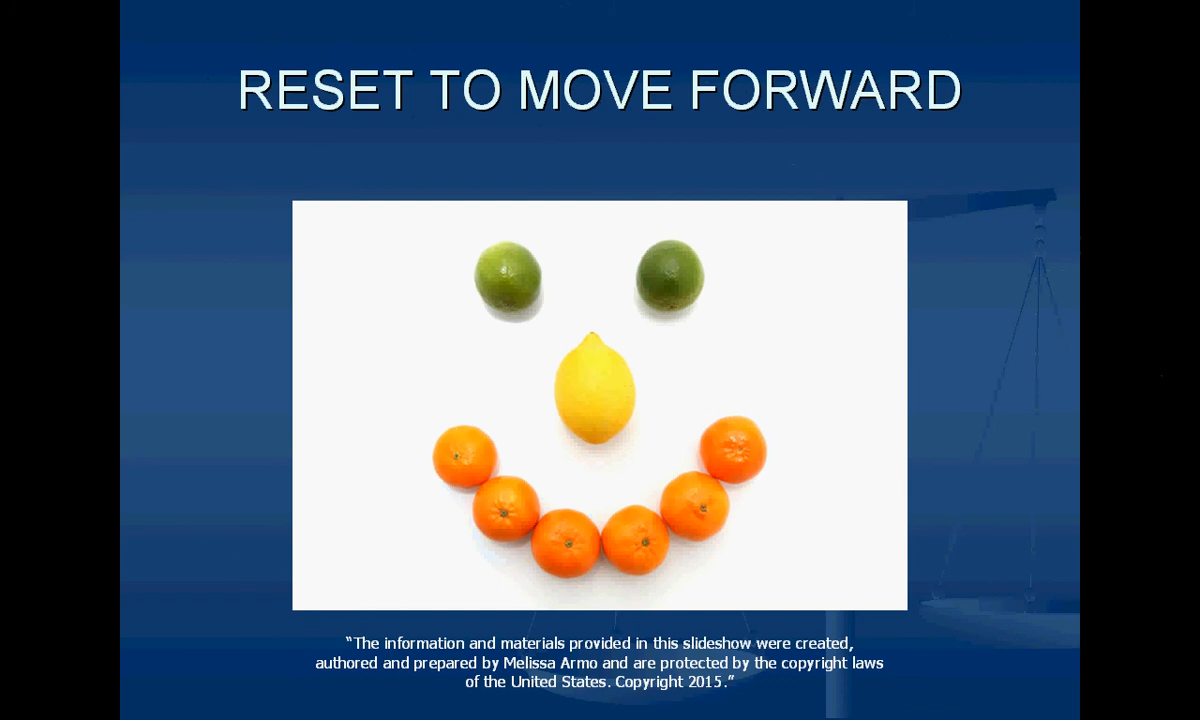 RESET TO MOVE FORWARD
“The information and materials provided in this slideshow were created,
authored and prepared by Melissa Armo and are protected by the copyright laws
of the United States. Copyright 2015.”